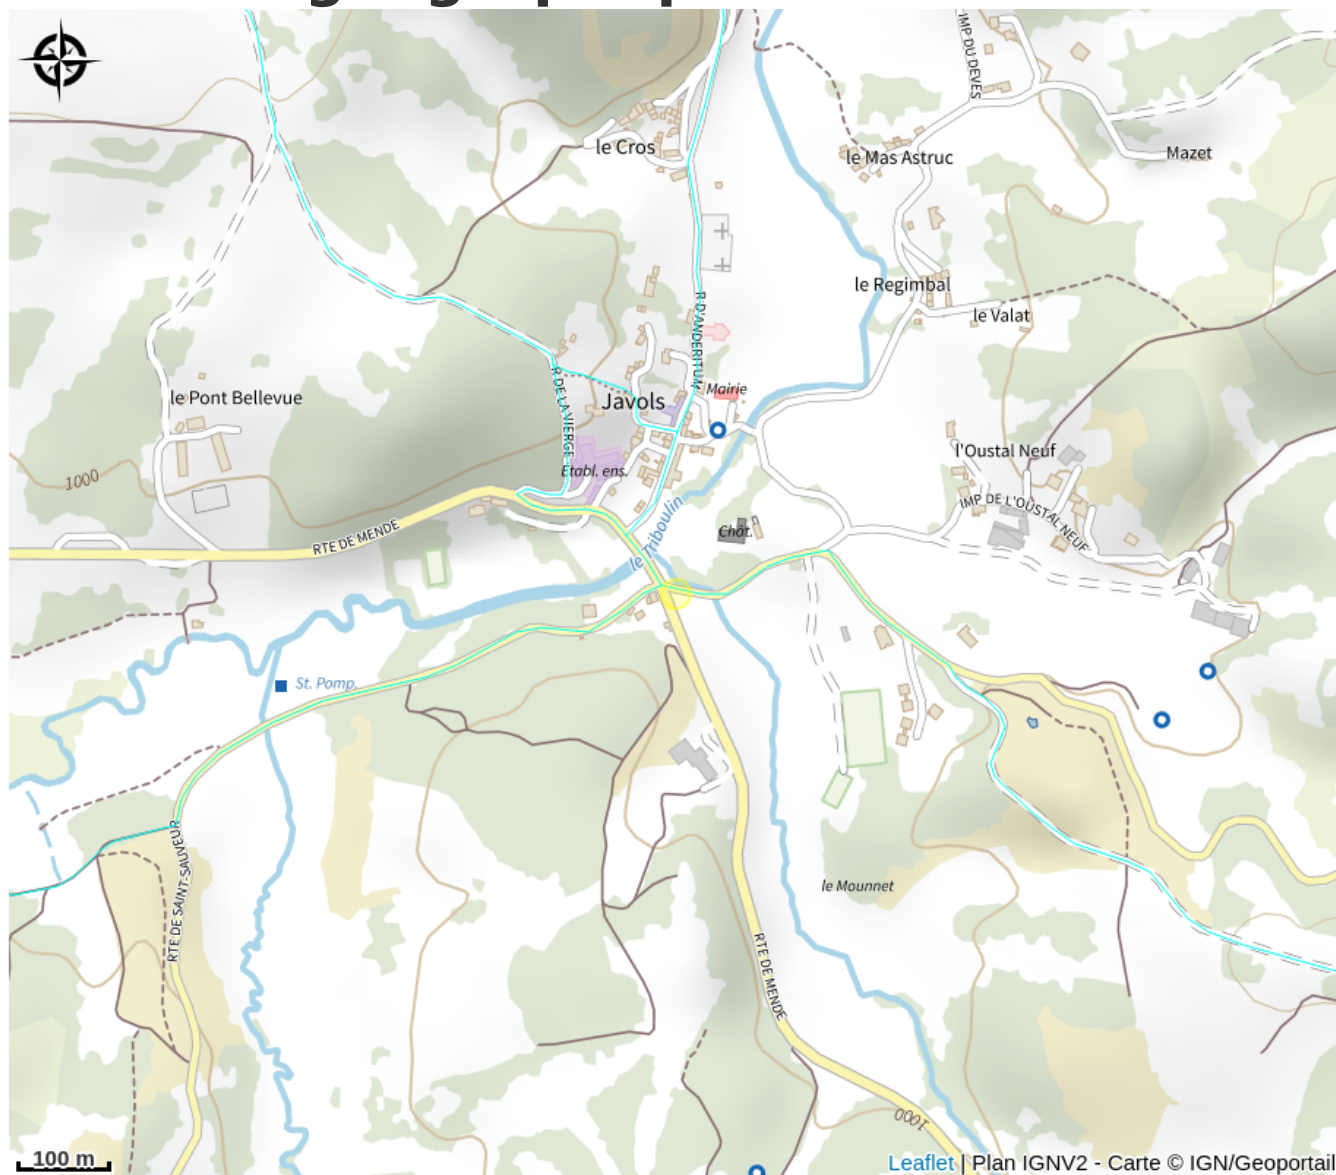 IMP DU DEVES
le Cros
le Mas Astruc
Mazet
le Regimbal
le Valat
R D'ANDERITUM
R DE LA VIERGE
Mairie
Javols
le Pont Bellevue
l'Oustal Neuf
Etabl. ens.
1000
IMP DE L'OUSTAL NEUF
RTE DE MENDE
le Triboulin
Chât.
St. Pomp.
RTE DE SAINT-SAUVEUR
le Mounnet
RTE DE MENDE
1000
100 m
Leaflet | Plan IGNV2 - Carte © IGN/Geoportail